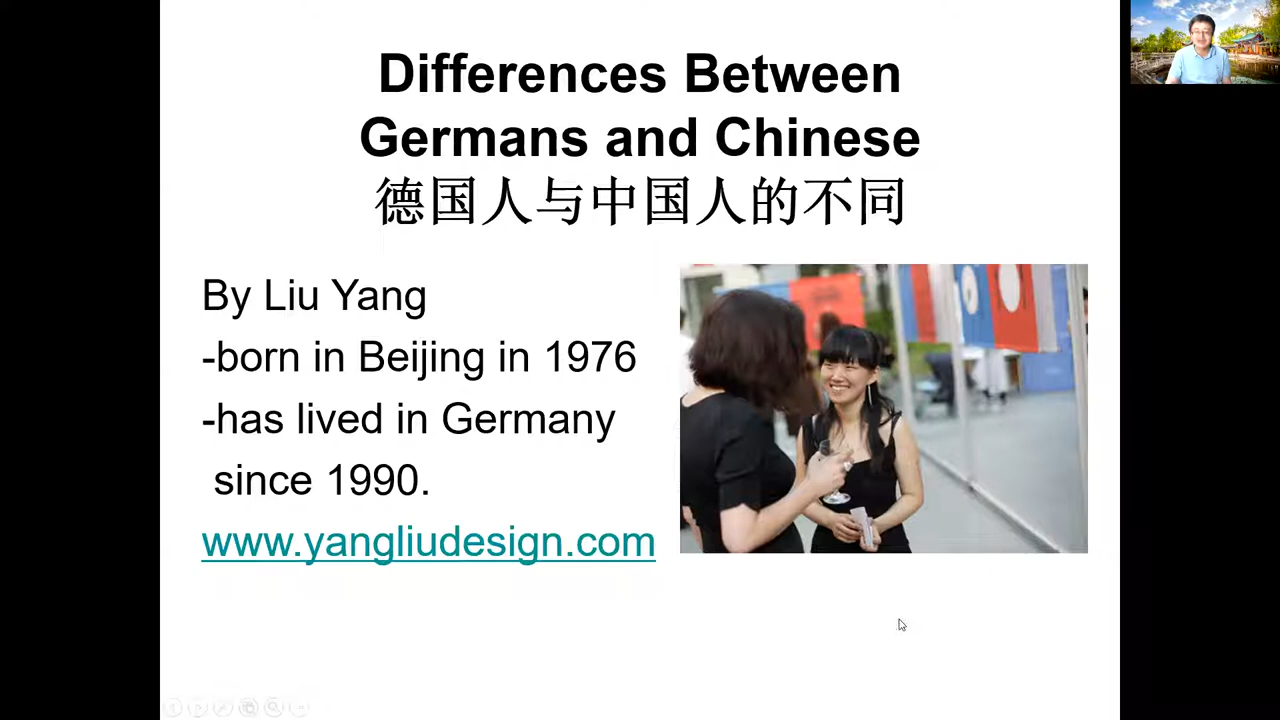 Differences Between
Germans and Chinese
德国人与中国人的不同
By Liu Yang
-born in Beijing in 1976
-has lived in Germany
since 1990.
www.yangliudesign.com